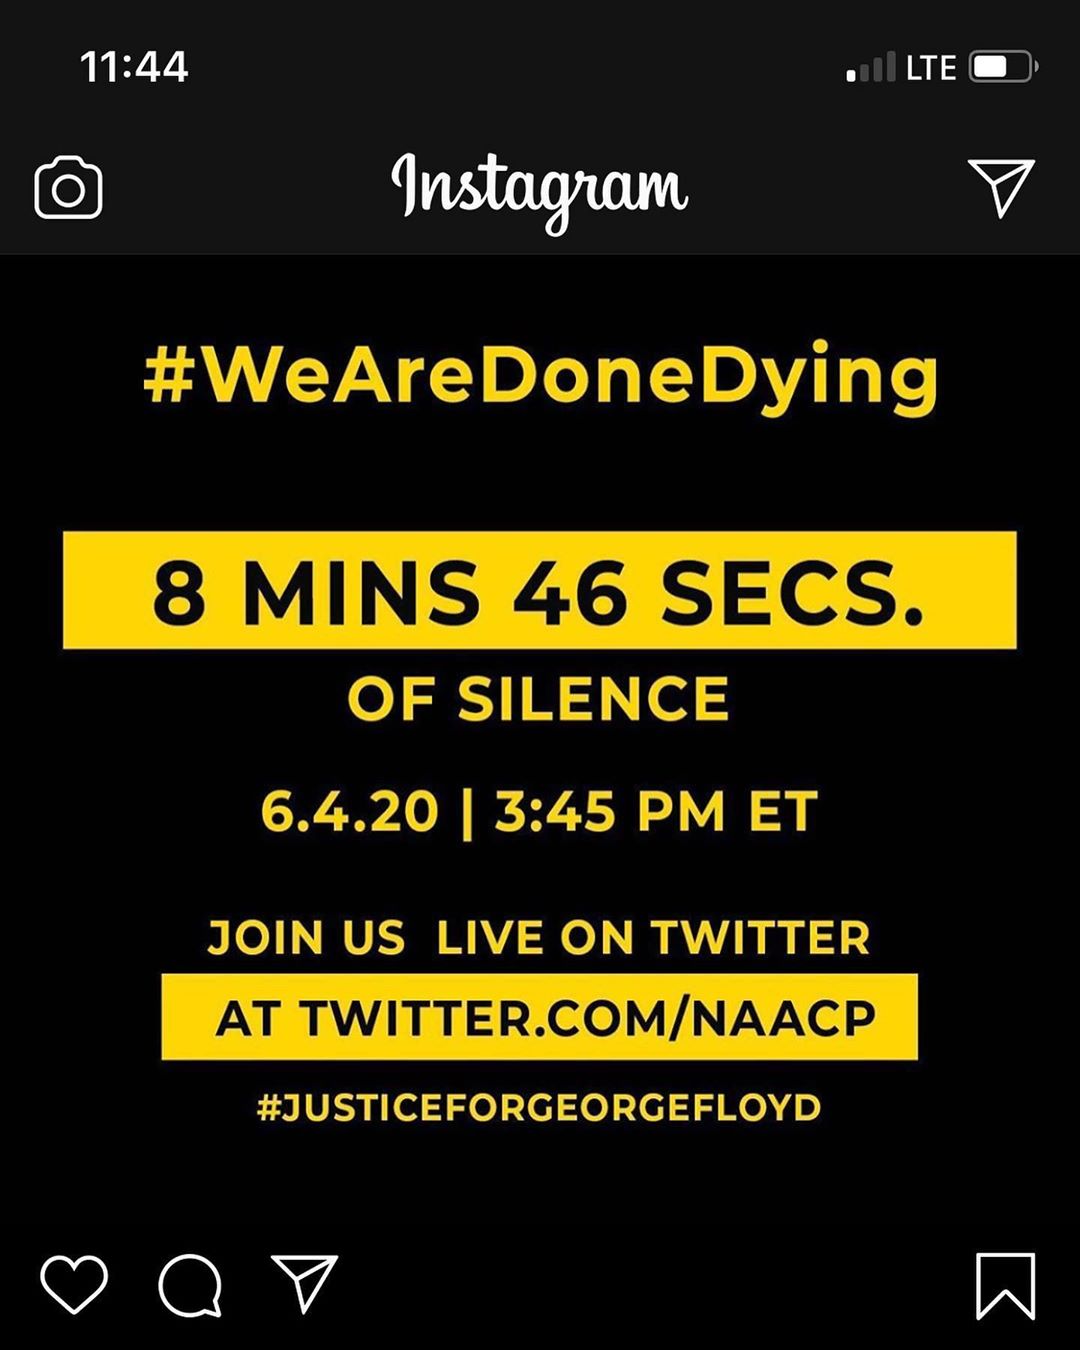 11:44 LTE
Instagram
#WeAreDoneDying
8 MINS 46 SECS.
OF SILENCE
6.4.20 | 3:45 PM ET
JOIN US LIVE ON TWITTER
AT TWITTER.COM/NAACP
#JUSTICEFORGEORGEFLOYD